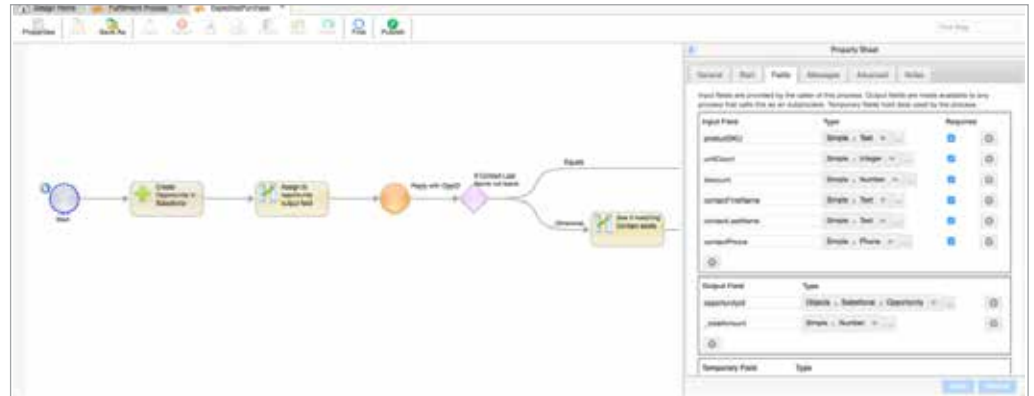 Design Home
Fulfillment Process
ExpectedPurchase
Properties
Save As
Find
Publish
Property Sheet
General
Start
Fields
Messages
Advanced
Notes
Input fields are provided by the caller of this process. Output fields are made available to any
process that calls this as an subprocess. Temporary fields hold data used by the process.
Input Field Type Required
productSKU Simple > Text ...
unitCount Simple > Integer ...
discount Simple > Number ...
contactFirstName Simple > Text ...
contactLastName Simple > Text ...
contactPhone Simple > Phone ...
Output Field Type
Objects > Salesforce > Opportunity ...
Simple > Number ...
Temporary Field Type
Start
Create
Opportunity in
Salesforce
Assign to
opportunity
output field
Reply with OppID
If Contact Last
Name not blank
Equals
Otherwise
See if matching
Contact exists